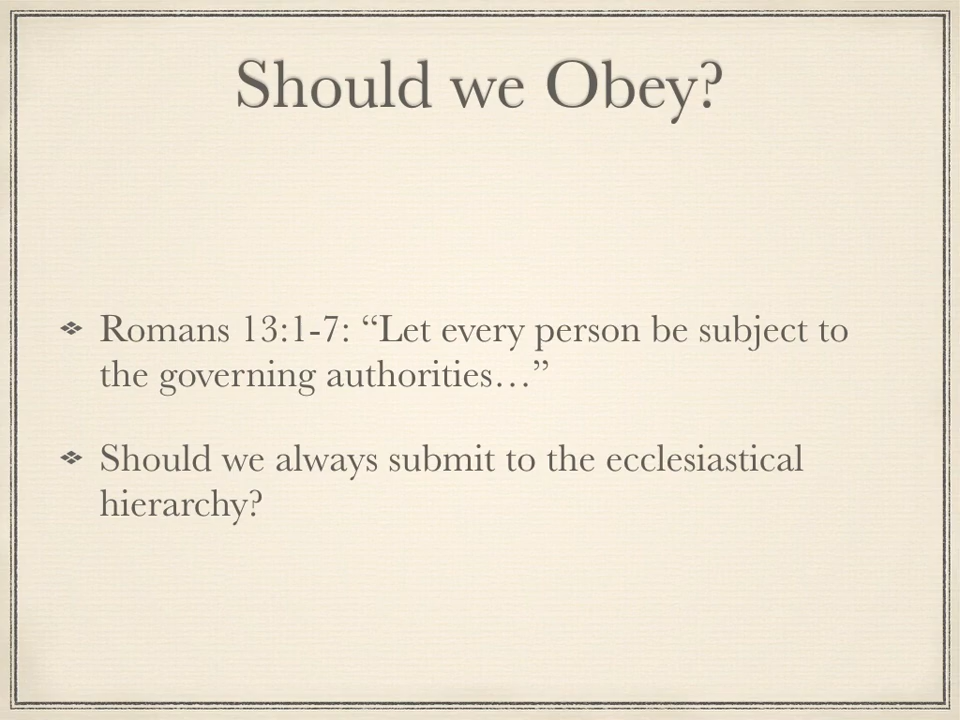 Should we Obey?
Romans 13:1-7: “Let every person be subject to
the governing authorities…”
Should we always submit to the ecclesiastical
hierarchy?